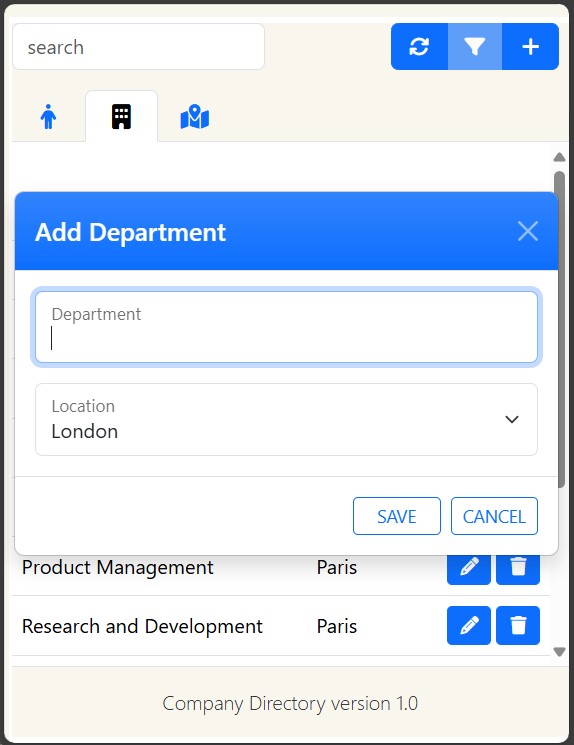 search
Add Department
Department
Location
London
SAVE CANCEL
Product Management Paris
Research and Development Paris
Company Directory version 1.0